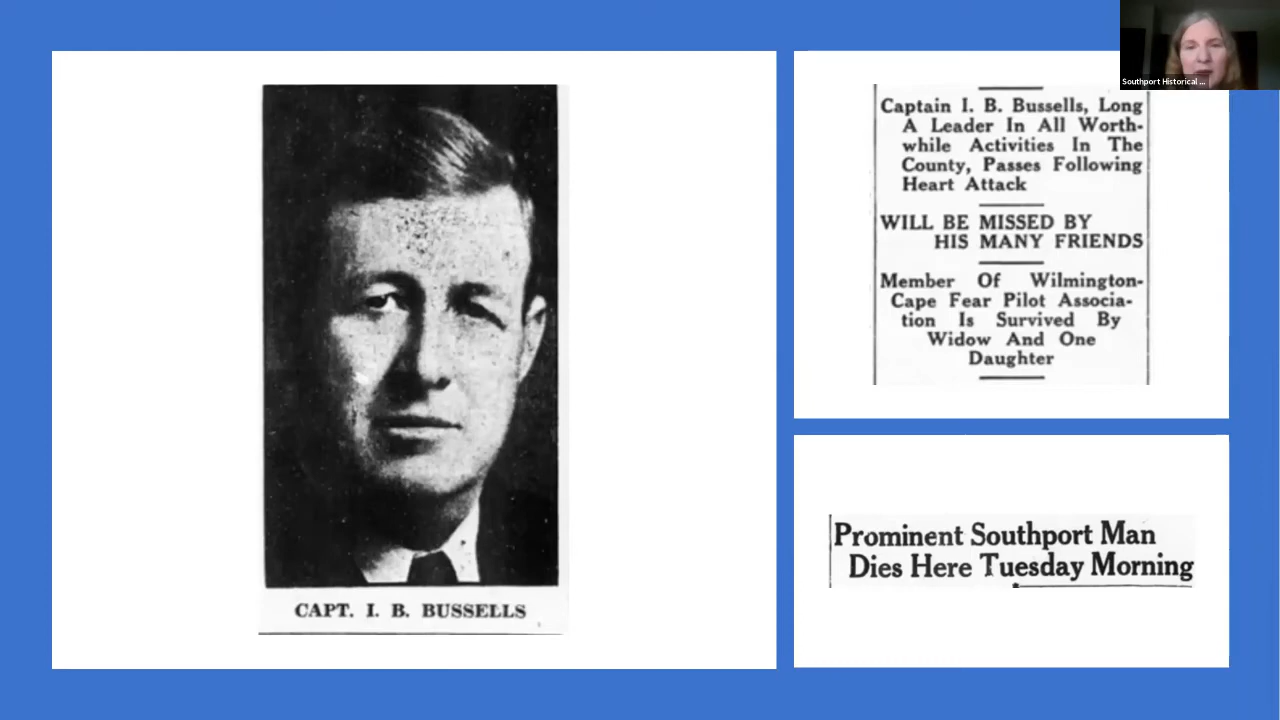 Southport Historical ...
CAPT. I. B. BUSSELLS
Captain I. B. Bussells, Long
A Leader In All Worth-
while Activities In The
County, Passes Following
Heart Attack
WILL BE MISSED BY
HIS MANY FRIENDS
Member Of Wilmington-
Cape Fear Pilot Associa-
tion Is Survived By
Widow And One
Daughter
Prominent Southport Man
Dies Here Tuesday Morning